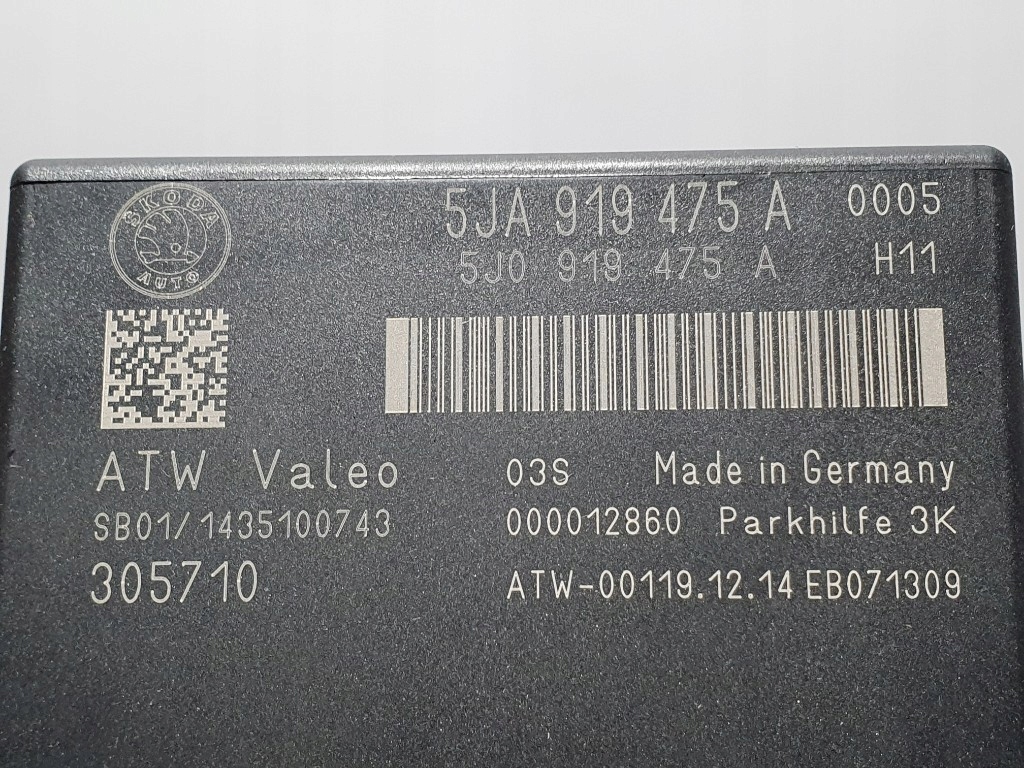 ŠKODA AUTO
5JA 919 475 A 0005
5J0 919 475 A H11
ATW Valeo 03S Made in Germany
SB01/1435100743 000012860 Parkhilfe 3K
305710 ATW-00119.12.14 EB071309